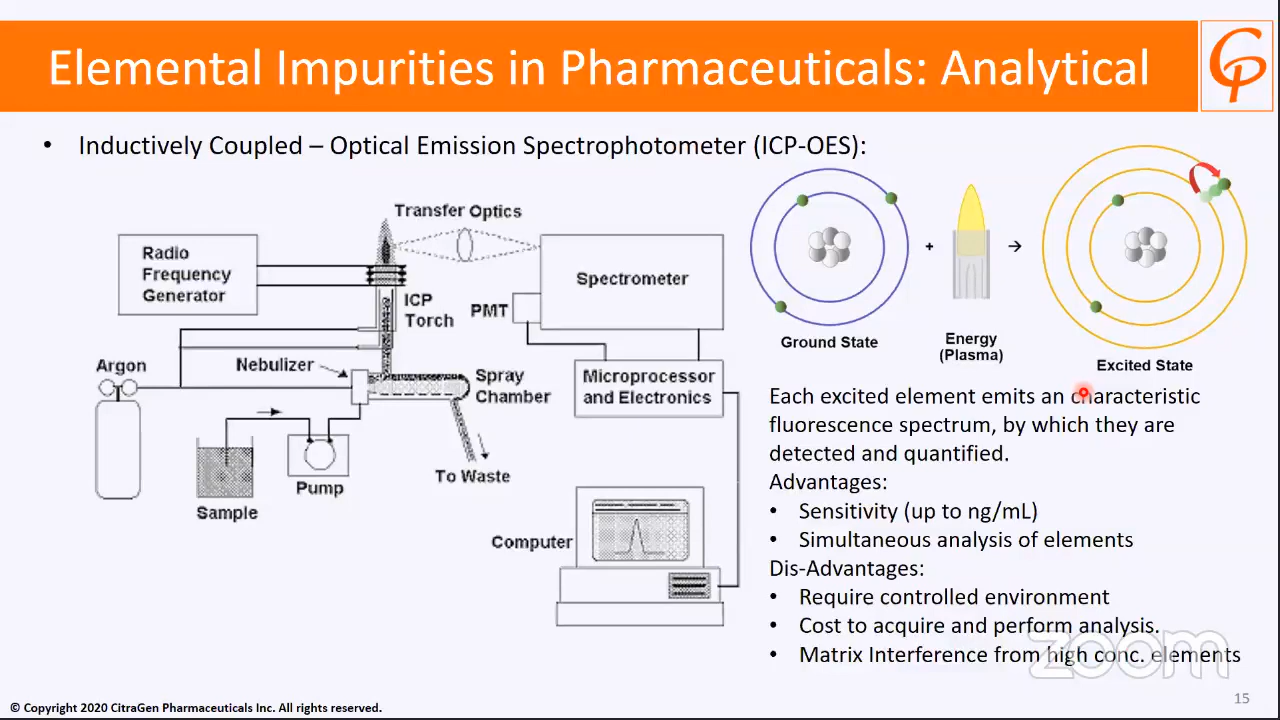 Elemental Impurities in Pharmaceuticals: Analytical
CP
• Inductively Coupled – Optical Emission Spectrophotometer (ICP-OES):
Transfer Optics
Radio
Frequency
Generator
ICP
Torch
PMT
Spectrometer
Argon
Nebulizer
Spray
Chamber
Microprocessor
and Electronics
Pump
Sample
To Waste
Computer
+
→
Ground State
Energy
(Plasma)
Excited State
Each excited element emits an characteristic
fluorescence spectrum, by which they are
detected and quantified.
Advantages:
• Sensitivity (up to ng/mL)
• Simultaneous analysis of elements
Dis-Advantages:
• Require controlled environment
• Cost to acquire and perform analysis.
• Matrix Interference from high conc. elements
zoom
© Copyright 2020 CitraGen Pharmaceuticals Inc. All rights reserved.
15